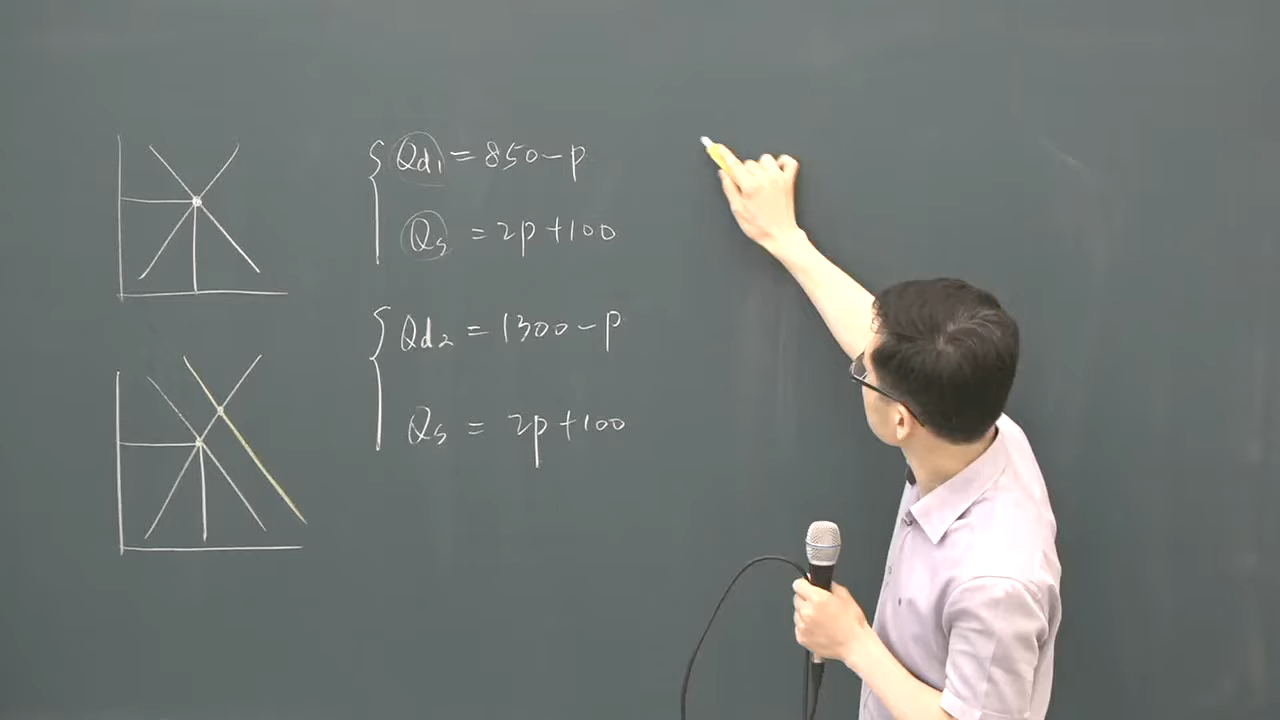 Qd₁ = 850-p
Qs = 2p+100
Qd₂ = 1300-p
Qs = 2p+100